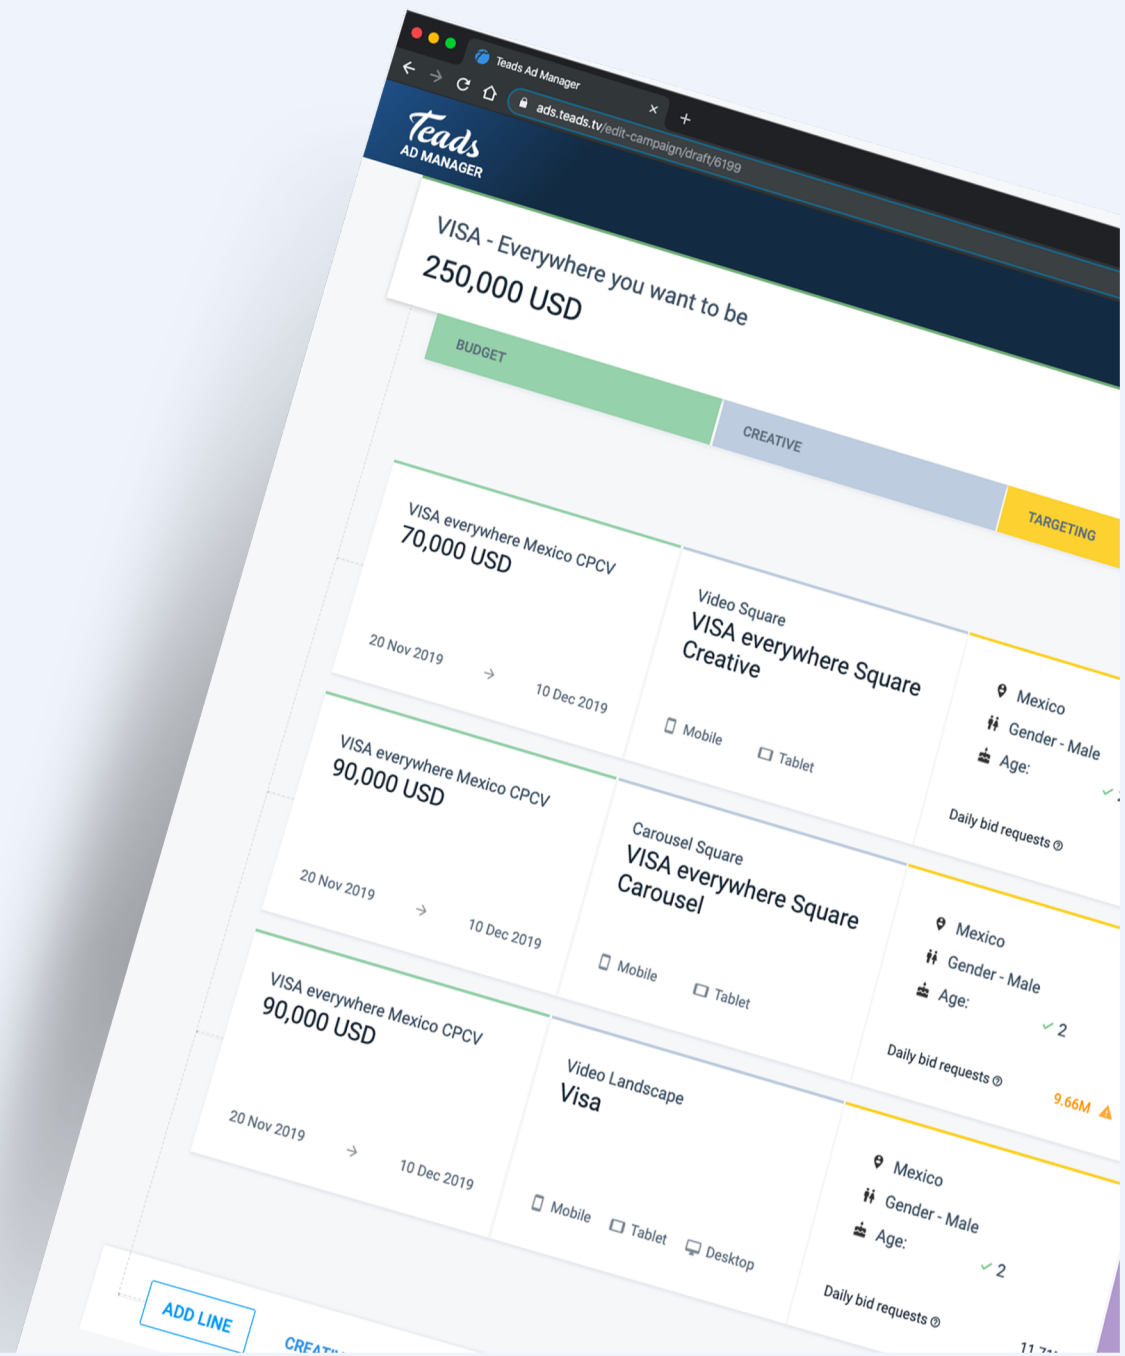 Teads Ad Manager
ads.teads.tv/edit-campaign/draft/6199
Teads
AD MANAGER
VISA - Everywhere you want to be
250,000 USD
BUDGET
CREATIVE
TARGETING
VISA everywhere Mexico CPCV
70,000 USD
20 Nov 2019
10 Dec 2019
Video Square
VISA everywhere Square
Creative
Mobile
Tablet
Mexico
Gender - Male
Age:
Daily bid requests
VISA everywhere Mexico CPCV
90,000 USD
20 Nov 2019
10 Dec 2019
Carousel Square
VISA everywhere Square
Carousel
Mobile
Tablet
Mexico
Gender - Male
Age:
2
Daily bid requests
9.66M
VISA everywhere Mexico CPCV
90,000 USD
20 Nov 2019
10 Dec 2019
Video Landscape
Visa
Mobile
Tablet
Desktop
Mexico
Gender - Male
Age:
2
Daily bid requests
ADD LINE